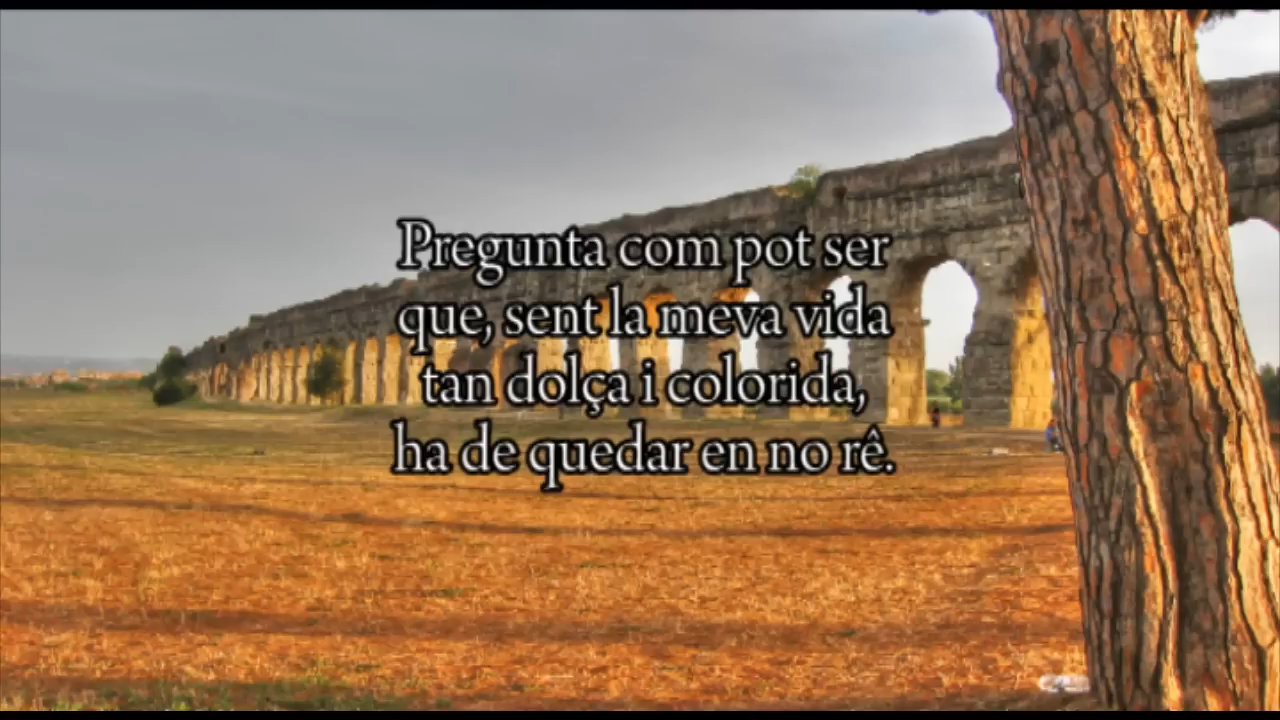 Pregunta com pot ser
que, sent la meva vida
tan dolça i colorida,
ha de quedar en no rê.